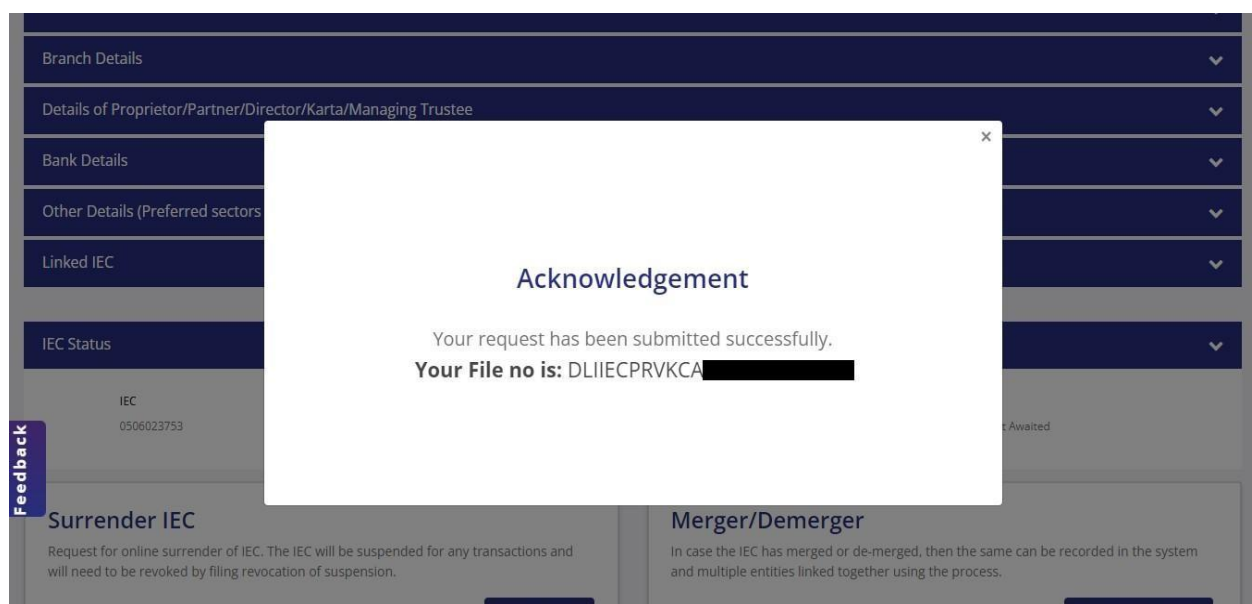 Branch Details
Details of Proprietor/Partner/Director/Karta/Managing Trustee
Bank Details
Other Details (Preferred sectors
Linked IEC
×
Acknowledgement
Your request has been submitted successfully.
Your File no is: DLIIECPRVKCA
IEC Status
IEC
0506023753
t Awaited
Feedback
Surrender IEC
Request for online surrender of IEC. The IEC will be suspended for any transactions and
will need to be revoked by filing revocation of suspension.
Merger/Demerger
In case the IEC has merged or de-merged, then the same can be recorded in the system
and multiple entities linked together using the process.